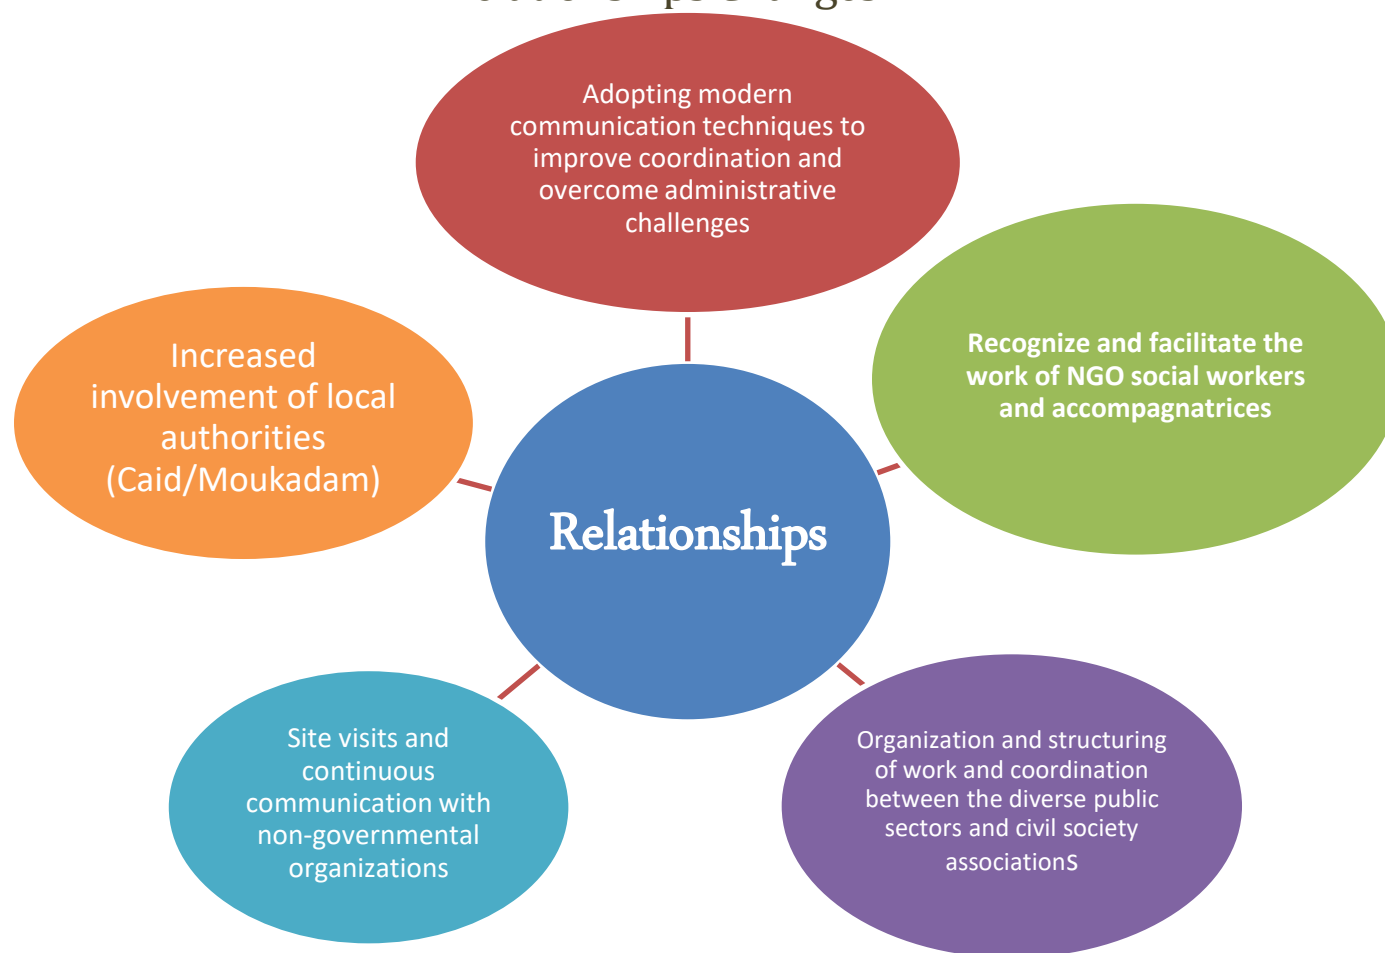 Adopting modern
communication techniques to
improve coordination and
overcome administrative
challenges
Recognize and facilitate the
work of NGO social workers
and accompagnatrices
Increased
involvement of local
authorities
(Caid/Moukadam)
Relationships
Site visits and
continuous
communication with
non-governmental
organizations
Organization and structuring
of work and coordination
between the diverse public
sectors and civil society
associations